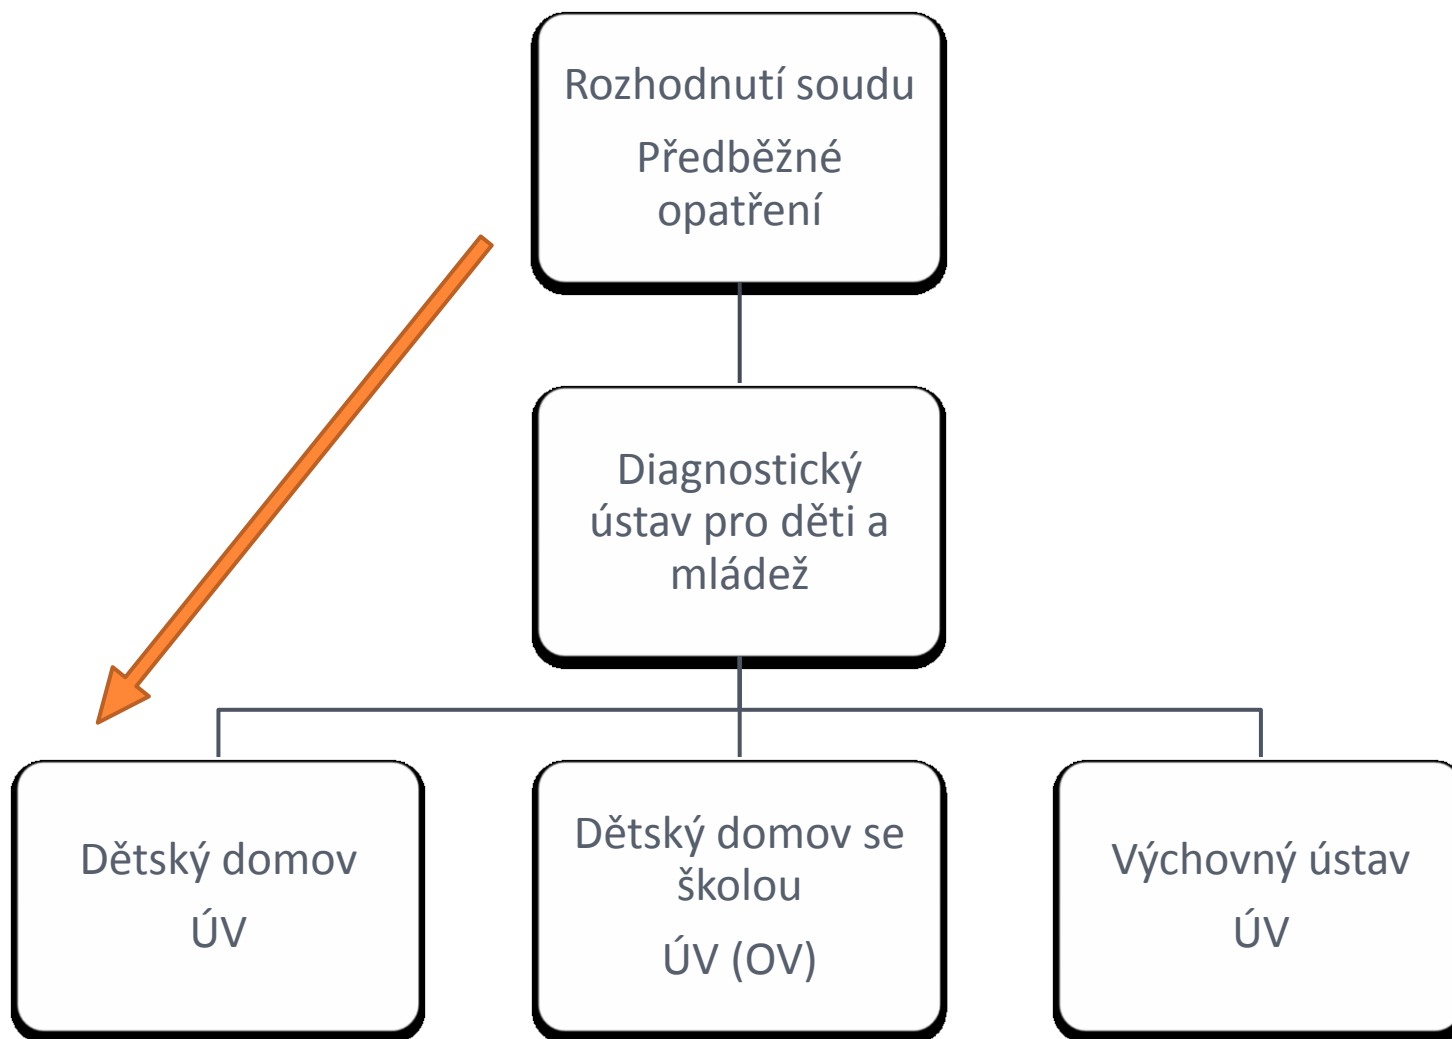 Rozhodnutí soudu
Předběžné
opatření
Diagnostický
ústav pro děti a
mládež
Dětský domov
ÚV
Dětský domov se
školou
ÚV (OV)
Výchovný ústav
ÚV